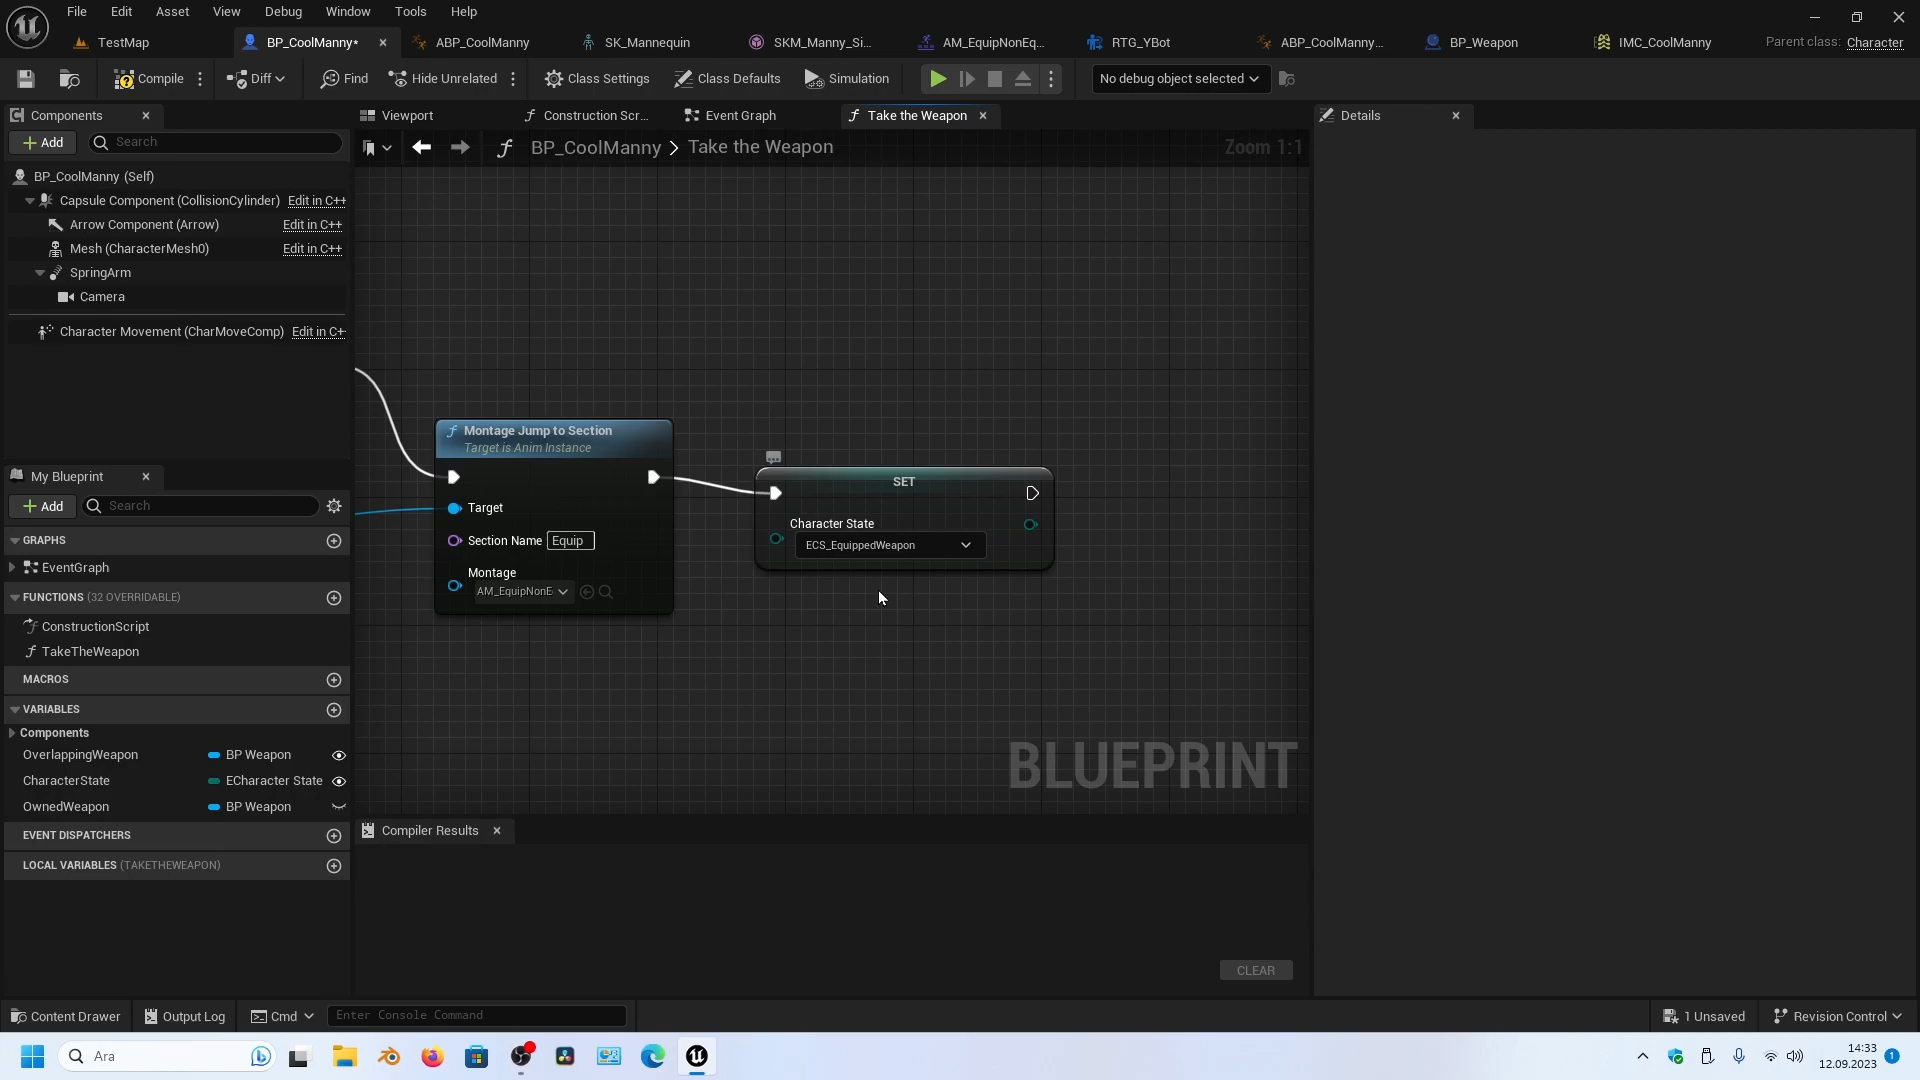 File Edit Asset View Debug Window Tools Help
TestMap BP_CoolManny* ABP_CoolManny SK_Mannequin SKM_Manny_Si... AM_EquipNonEq... RTG_YBot ABP_CoolManny... BP_Weapon IMC_CoolManny Parent class: Character
Compile Diff Find Hide Unrelated Class Settings Class Defaults Simulation No debug object selected
Components Viewport Construction Scr... Event Graph Take the Weapon Details
Add Search BP_CoolManny > Take the Weapon Zoom 1:1
BP_CoolManny (Self)
Capsule Component (CollisionCylinder) Edit in C++
Arrow Component (Arrow) Edit in C++
Mesh (CharacterMesh0) Edit in C++
SpringArm
Camera
Character Movement (CharMoveComp) Edit in C+
Montage Jump to Section
Target is Anim Instance
Target
Section Name Equip
Montage
AM_EquipNonE
SET
Character State
ECS_EquippedWeapon
BLUEPRINT
My Blueprint
Add Search
GRAPHS
EventGraph
FUNCTIONS (32 OVERRIDABLE)
ConstructionScript
TakeTheWeapon
MACROS
VARIABLES
Components
OverlappingWeapon BP Weapon
CharacterState ECharacter State
OwnedWeapon BP Weapon
EVENT DISPATCHERS
LOCAL VARIABLES (TAKETHEWEAPON)
Compiler Results
CLEAR
Content Drawer Output Log Cmd Enter Console Command 1 Unsaved Revision Control
Ara
14:33
12.09.2023
1